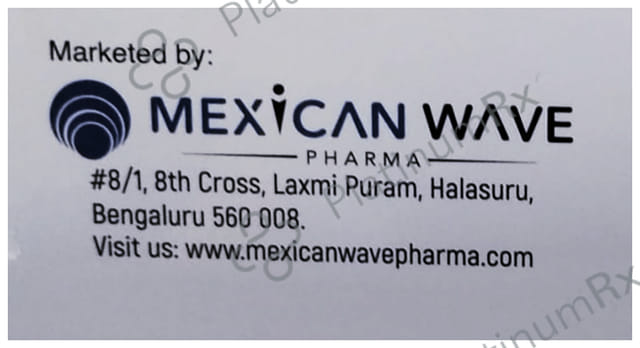 Marketed by:
MEXICAN WAVE
PHARMA
#8/1, 8th Cross, Laxmi Puram, Halasuru,
Bengaluru 560 008.
Visit us: www.mexicanwavepharma.com
PlatinumRx